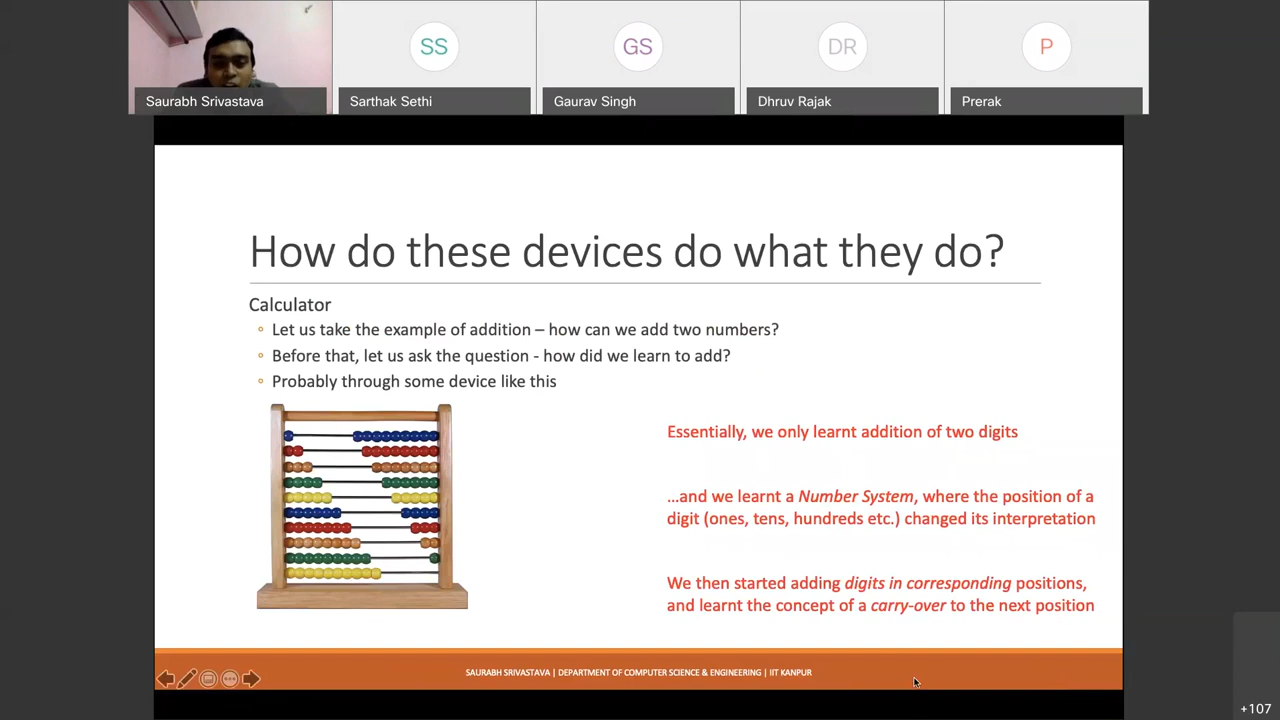 SS
GS
DR
P
Saurabh Srivastava
Sarthak Sethi
Gaurav Singh
Dhruv Rajak
Prerak
How do these devices do what they do?
Calculator
Let us take the example of addition – how can we add two numbers?
Before that, let us ask the question - how did we learn to add?
Probably through some device like this
Essentially, we only learnt addition of two digits
...and we learnt a Number System, where the position of a
digit (ones, tens, hundreds etc.) changed its interpretation
We then started adding digits in corresponding positions,
and learnt the concept of a carry-over to the next position
SAURABH SRIVASTAVA | DEPARTMENT OF COMPUTER SCIENCE & ENGINEERING | IIT KANPUR
+107